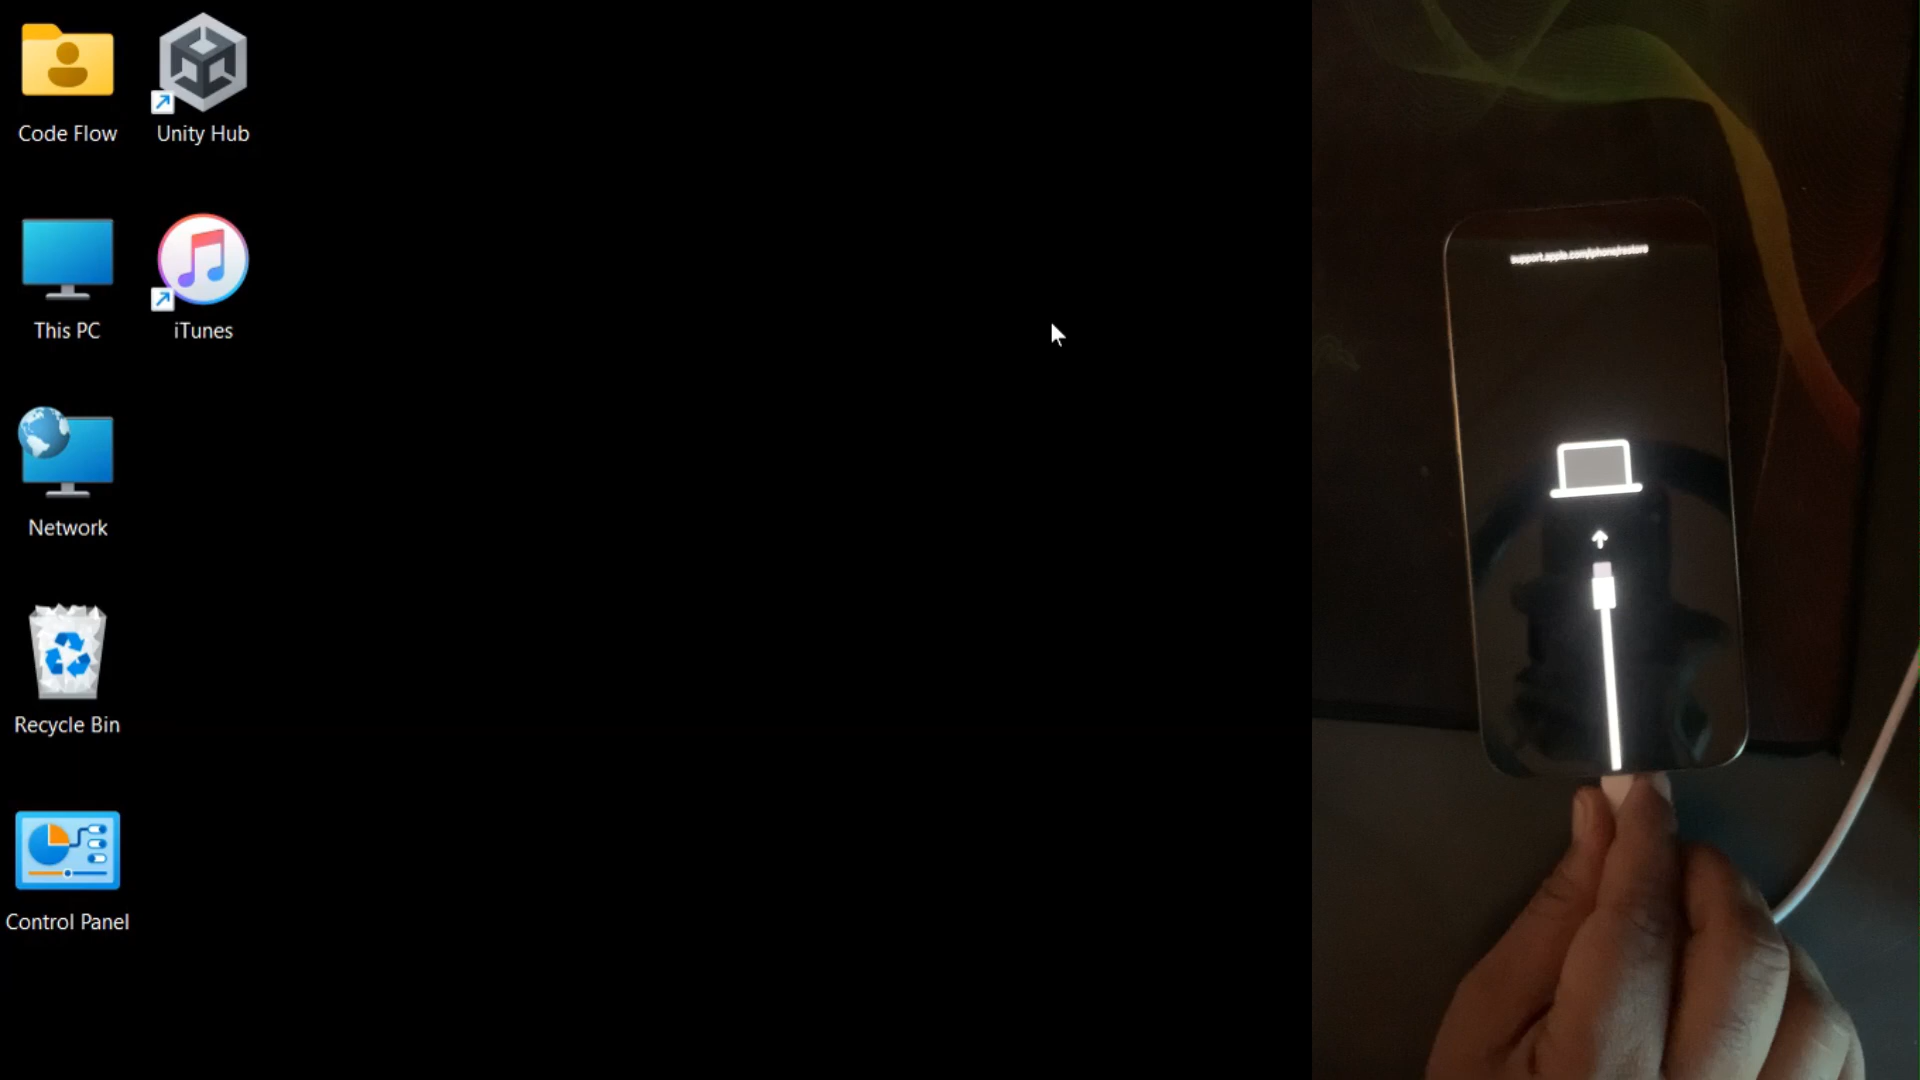 Code Flow
Unity Hub
This PC
iTunes
Network
Recycle Bin
Control Panel
support.apple.com/iphone/restore